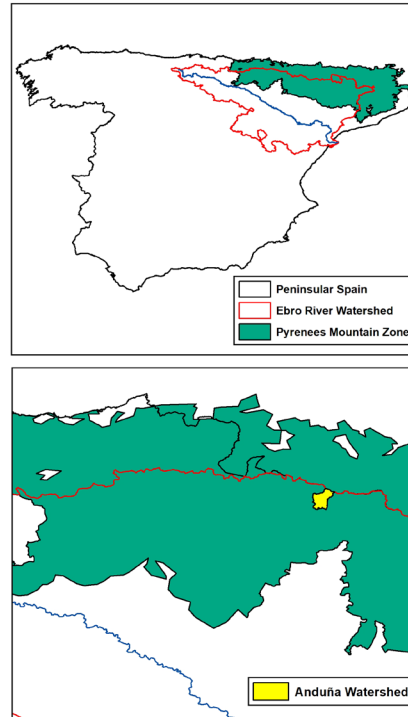 Peninsular Spain
Ebro River Watershed
Pyrenees Mountain Zone
Anduña Watershed